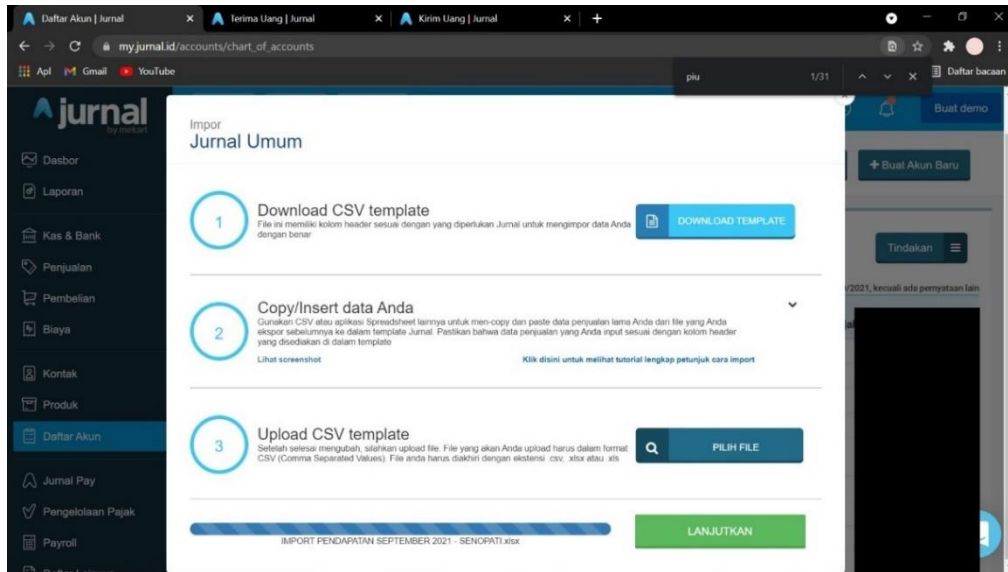 Daftar Akun | Jurnal
Terima Uang | Jurnal
Kirim Uang | Jurnal
my.jurnal.id/accounts/chart_of_accounts
Apl
Gmail
YouTube
piu
1/31
Daftar bacaan
jurnal
by mekari
Buat demo
Dasbor
Laporan
Kas & Bank
Penjualan
Pembelian
Biaya
Kontak
Produk
Daftar Akun
Jurnal Pay
Pengelolaan Pajak
Payroll
+ Buat Akun Baru
Tindakan
/2021, kecuali ada pernyataan lain
Impor
Jurnal Umum
1
Download CSV template
File ini memiliki kolom header sesuai dengan yang diperlukan Jurnal untuk mengimpor data Anda
dengan benar
DOWNLOAD TEMPLATE
2
Copy/Insert data Anda
Gunakan CSV atau aplikasi Spreadsheet lainnya untuk men-copy dan paste data penjualan lama Anda dari file yang Anda
ekspor sebelumnya ke dalam template Jurnal. Pastikan bahwa data penjualan yang Anda input sesuai dengan kolom header
yang disediakan di dalam template
Lihat screenshot
Klik disini untuk melihat tutorial lengkap petunjuk cara import
3
Upload CSV template
Setelah selesai mengubah, silahkan upload file. File yang akan Anda upload harus dalam format
CSV (Comma Separated Values). File anda harus diakhiri dengan ekstensi .csv, .xlsx atau .xls
PILIH FILE
IMPORT PENDAPATAN SEPTEMBER 2021 - SENOPATI.xlsx
LANJUTKAN